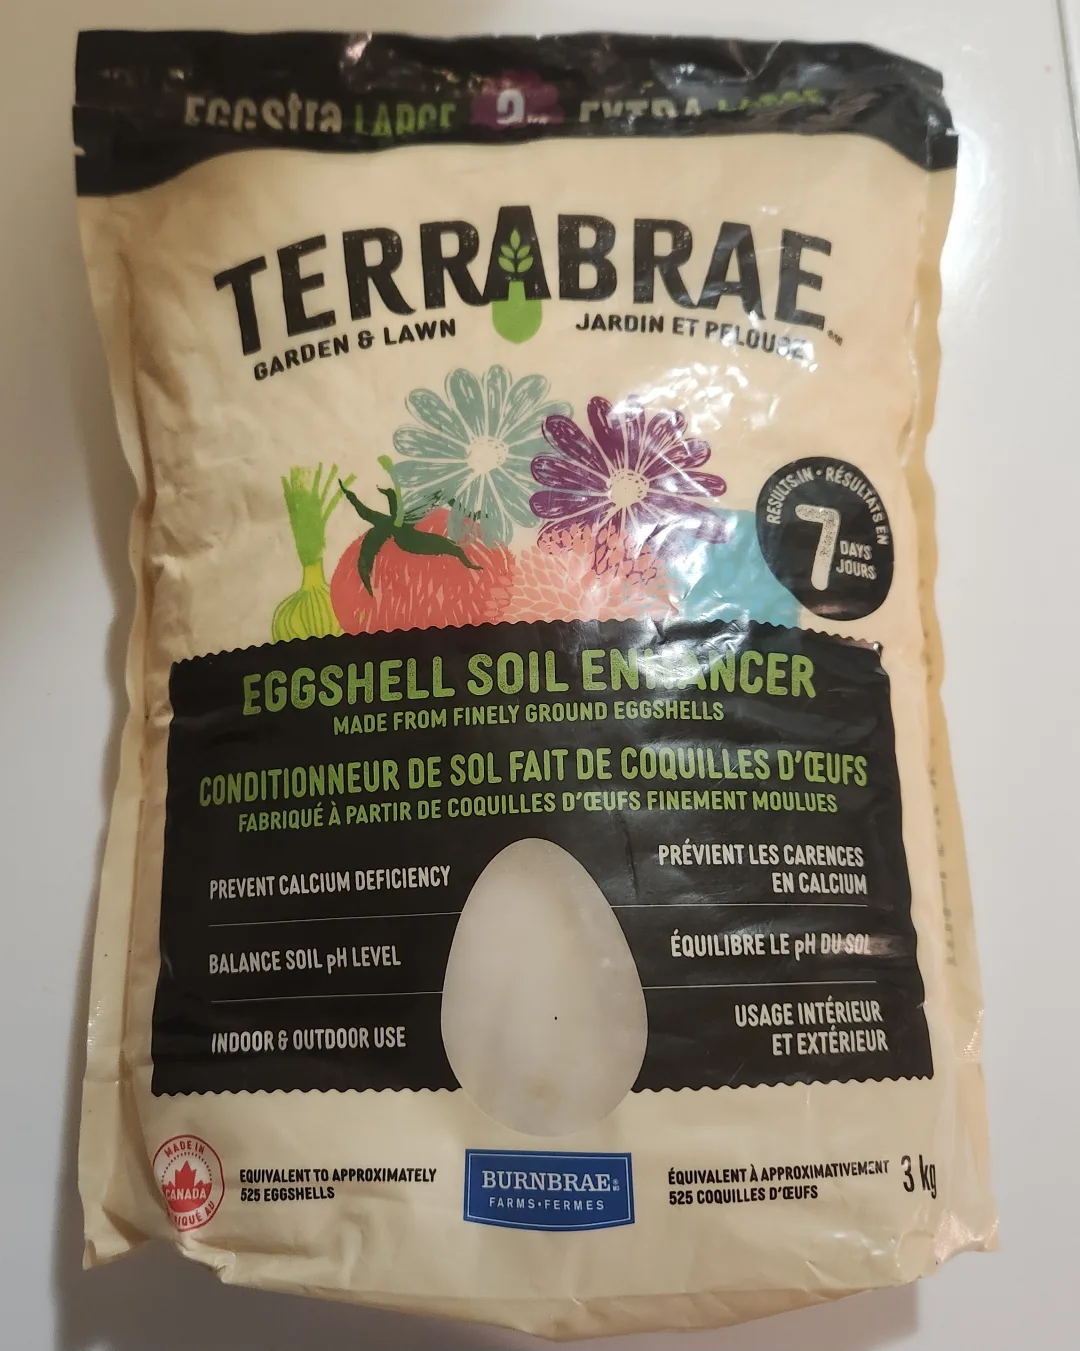 EGGStra LARGE
EXTRA LARGE
TERRABRAE
GARDEN & LAWN
JARDIN ET PELOUSE
RESULTS IN • RÉSULTATS EN
7
DAYS
JOURS
EGGSHELL SOIL ENHANCER
MADE FROM FINELY GROUND EGGSHELLS
CONDITIONNEUR DE SOL FAIT DE COQUILLES D'ŒUFS
FABRIQUÉ À PARTIR DE COQUILLES D'ŒUFS FINEMENT MOULUES
PREVENT CALCIUM DEFICIENCY
PRÉVIENT LES CARENCES
EN CALCIUM
BALANCE SOIL pH LEVEL
ÉQUILIBRE LE pH DU SOL
INDOOR & OUTDOOR USE
USAGE INTÉRIEUR
ET EXTÉRIEUR
MADE IN
CANADA
EQUIVALENT TO APPROXIMATELY
525 EGGSHELLS
BURNBRAE
FARMS•FERMES
ÉQUIVALENT À APPROXIMATIVEMENT
525 COQUILLES D'ŒUFS
3 kg